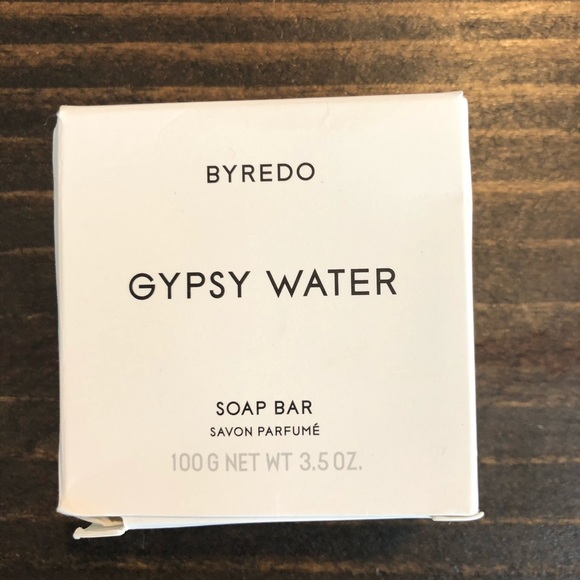 BYREDO
GYPSY WATER
SOAP BAR
SAVON PARFUMÉ
100 G NET WT 3.5 OZ.